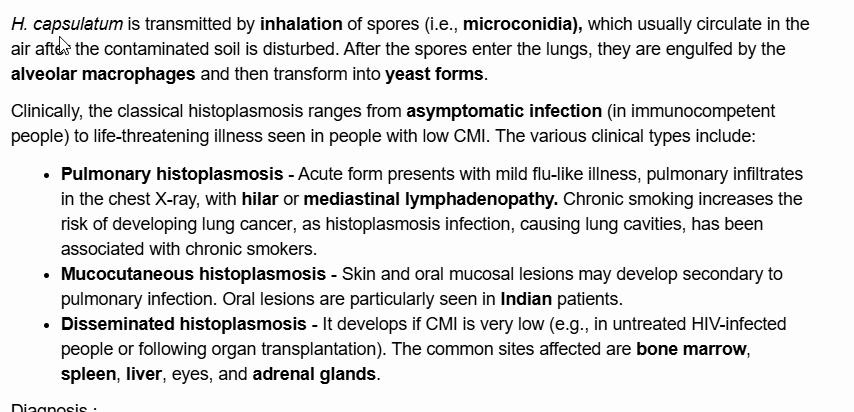 H. capsulatum is transmitted by inhalation of spores (i.e., microconidia), which usually circulate in the
air after the contaminated soil is disturbed. After the spores enter the lungs, they are engulfed by the
alveolar macrophages and then transform into yeast forms.
Clinically, the classical histoplasmosis ranges from asymptomatic infection (in immunocompetent
people) to life-threatening illness seen in people with low CMI. The various clinical types include:
• Pulmonary histoplasmosis - Acute form presents with mild flu-like illness, pulmonary infiltrates
in the chest X-ray, with hilar or mediastinal lymphadenopathy. Chronic smoking increases the
risk of developing lung cancer, as histoplasmosis infection, causing lung cavities, has been
associated with chronic smokers.
• Mucocutaneous histoplasmosis - Skin and oral mucosal lesions may develop secondary to
pulmonary infection. Oral lesions are particularly seen in Indian patients.
• Disseminated histoplasmosis - It develops if CMI is very low (e.g., in untreated HIV-infected
people or following organ transplantation). The common sites affected are bone marrow,
spleen, liver, eyes, and adrenal glands.
Diagnosis :